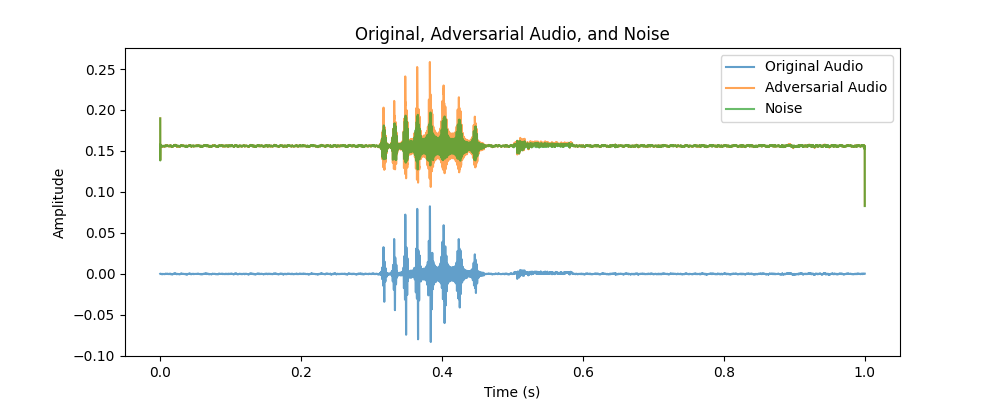 Original, Adversarial Audio, and Noise
Original Audio
Adversarial Audio
Noise
Amplitude
0.25
0.20
0.15
0.10
0.05
0.00
−0.05
−0.10
0.0 0.2 0.4 0.6 0.8 1.0
Time (s)